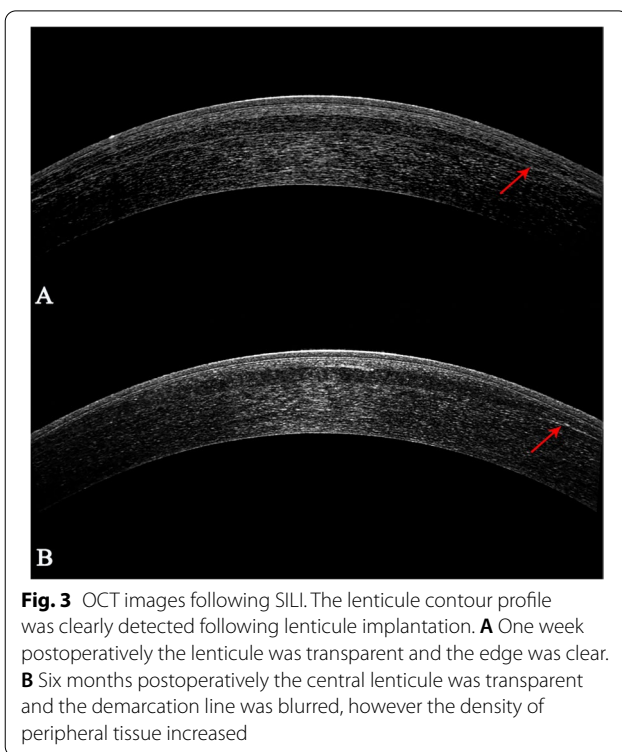 A
B
Fig. 3 OCT images following SILI. The lenticule contour profile
was clearly detected following lenticule implantation. A One week
postoperatively the lenticule was transparent and the edge was clear.
B Six months postoperatively the central lenticule was transparent
and the demarcation line was blurred, however the density of
peripheral tissue increased